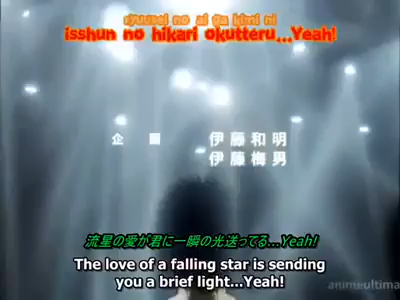 ryuusei no ai ga kimi ni
isshun no hikari okutteru...Yeah!
企 画 伊藤和明
伊藤梅男
流星の愛が君に一瞬の光送ってる...Yeah!
The love of a falling star is sending
you a brief light...Yeah!
animeultima